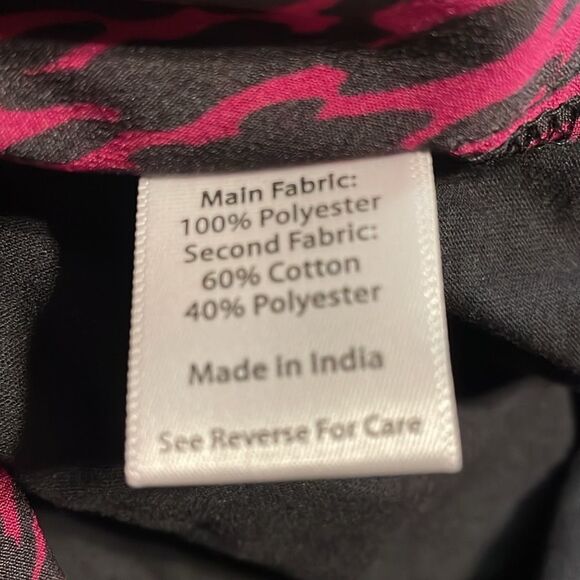 Main Fabric:
100% Polyester
Second Fabric:
60% Cotton
40% Polyester
Made in India
See Reverse For Care